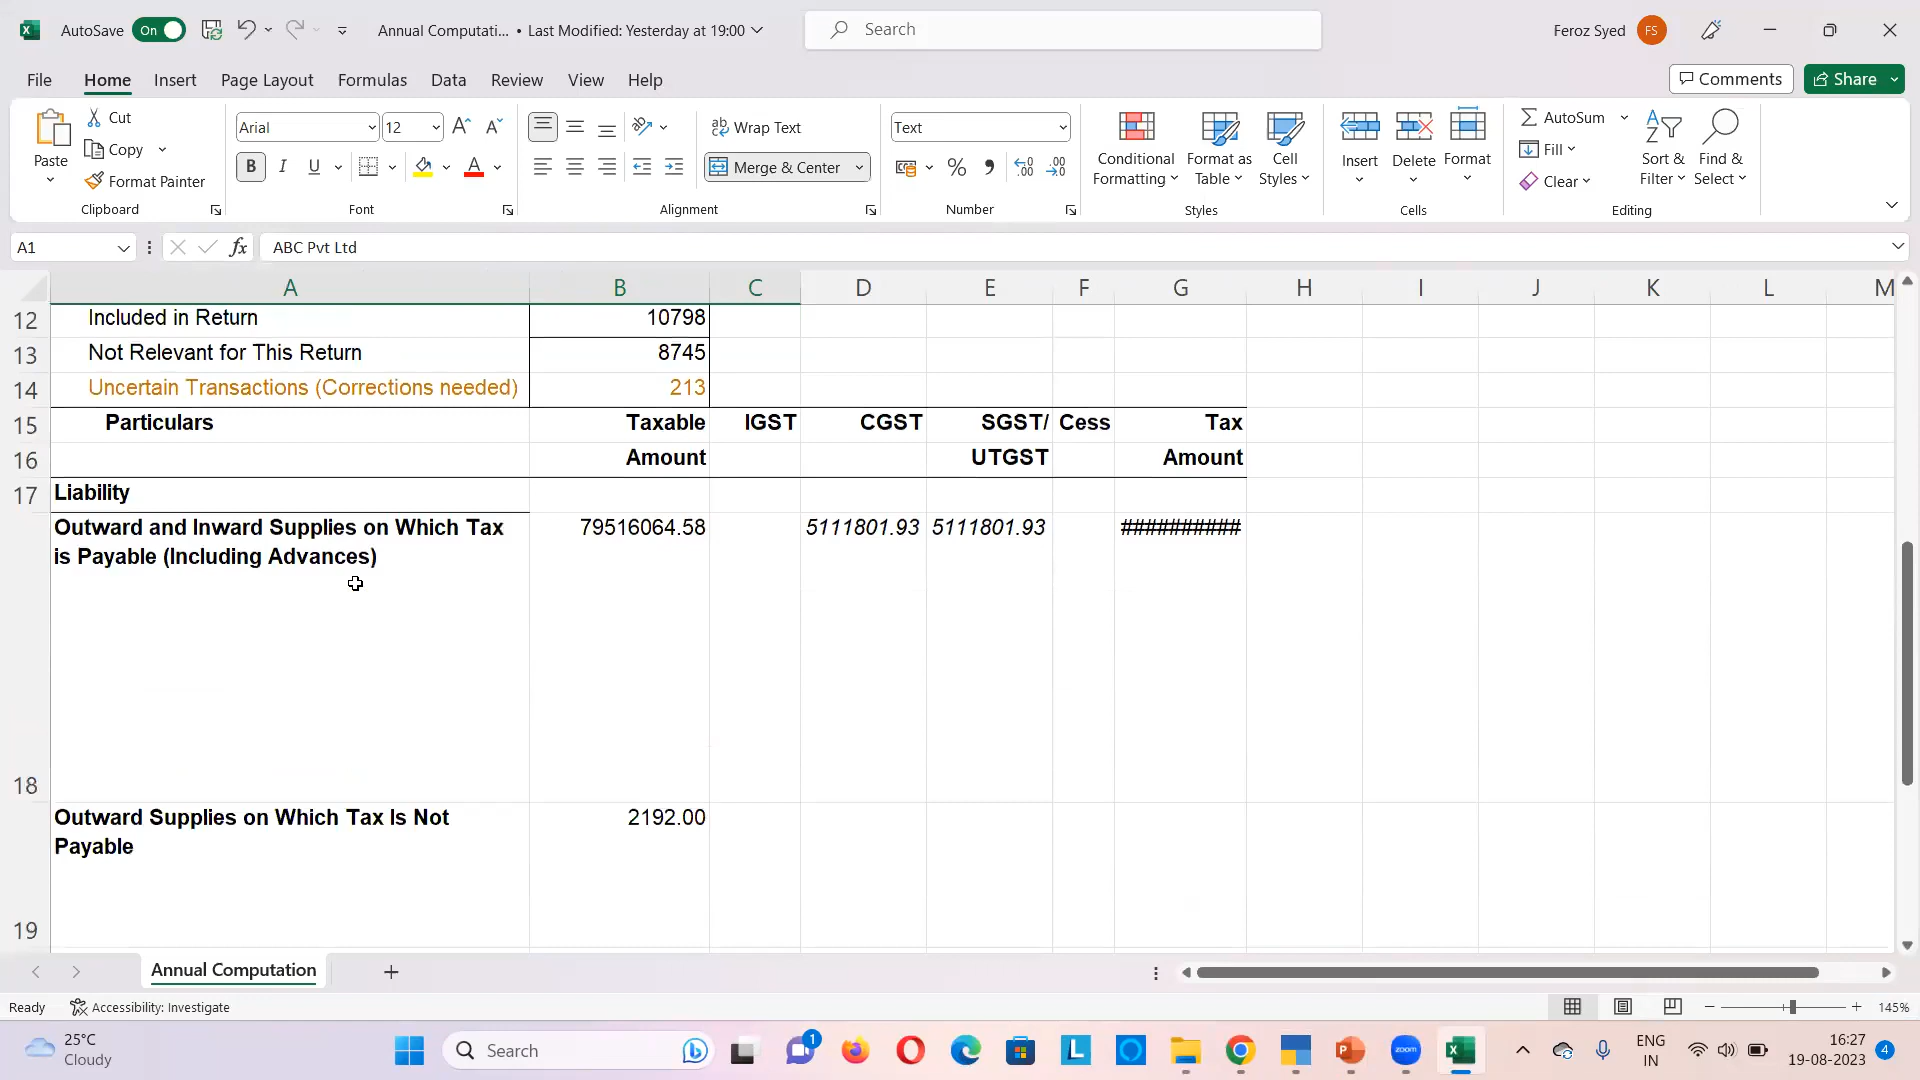 AutoSave On Annual Computati... • Last Modified: Yesterday at 19:00 Search Feroz Syed FS
File Home Insert Page Layout Formulas Data Review View Help Comments Share
Paste Cut Copy Format Painter Clipboard
Arial 12 B I U A Font
Wrap Text Merge & Center Alignment
Text % Number
Conditional Formatting Format as Table Cell Styles Styles
Insert Delete Format Cells
AutoSum Fill Clear Sort & Filter Find & Select Editing
A1 fx ABC Pvt Ltd
A B C D E F G H I J K L M
12 Included in Return 10798
13 Not Relevant for This Return 8745
14 Uncertain Transactions (Corrections needed) 213
15 Particulars Taxable IGST CGST SGST/ Cess Tax
16 Amount UTGST Amount
17 Liability
Outward and Inward Supplies on Which Tax 79516064.58 5111801.93 5111801.93 ##########
is Payable (Including Advances)
18
Outward Supplies on Which Tax Is Not 2192.00
Payable
19
Annual Computation
Ready Accessibility: Investigate 145%
25°C
Cloudy
Search 1 L zoom ENG IN 16:27 19-08-2023 4